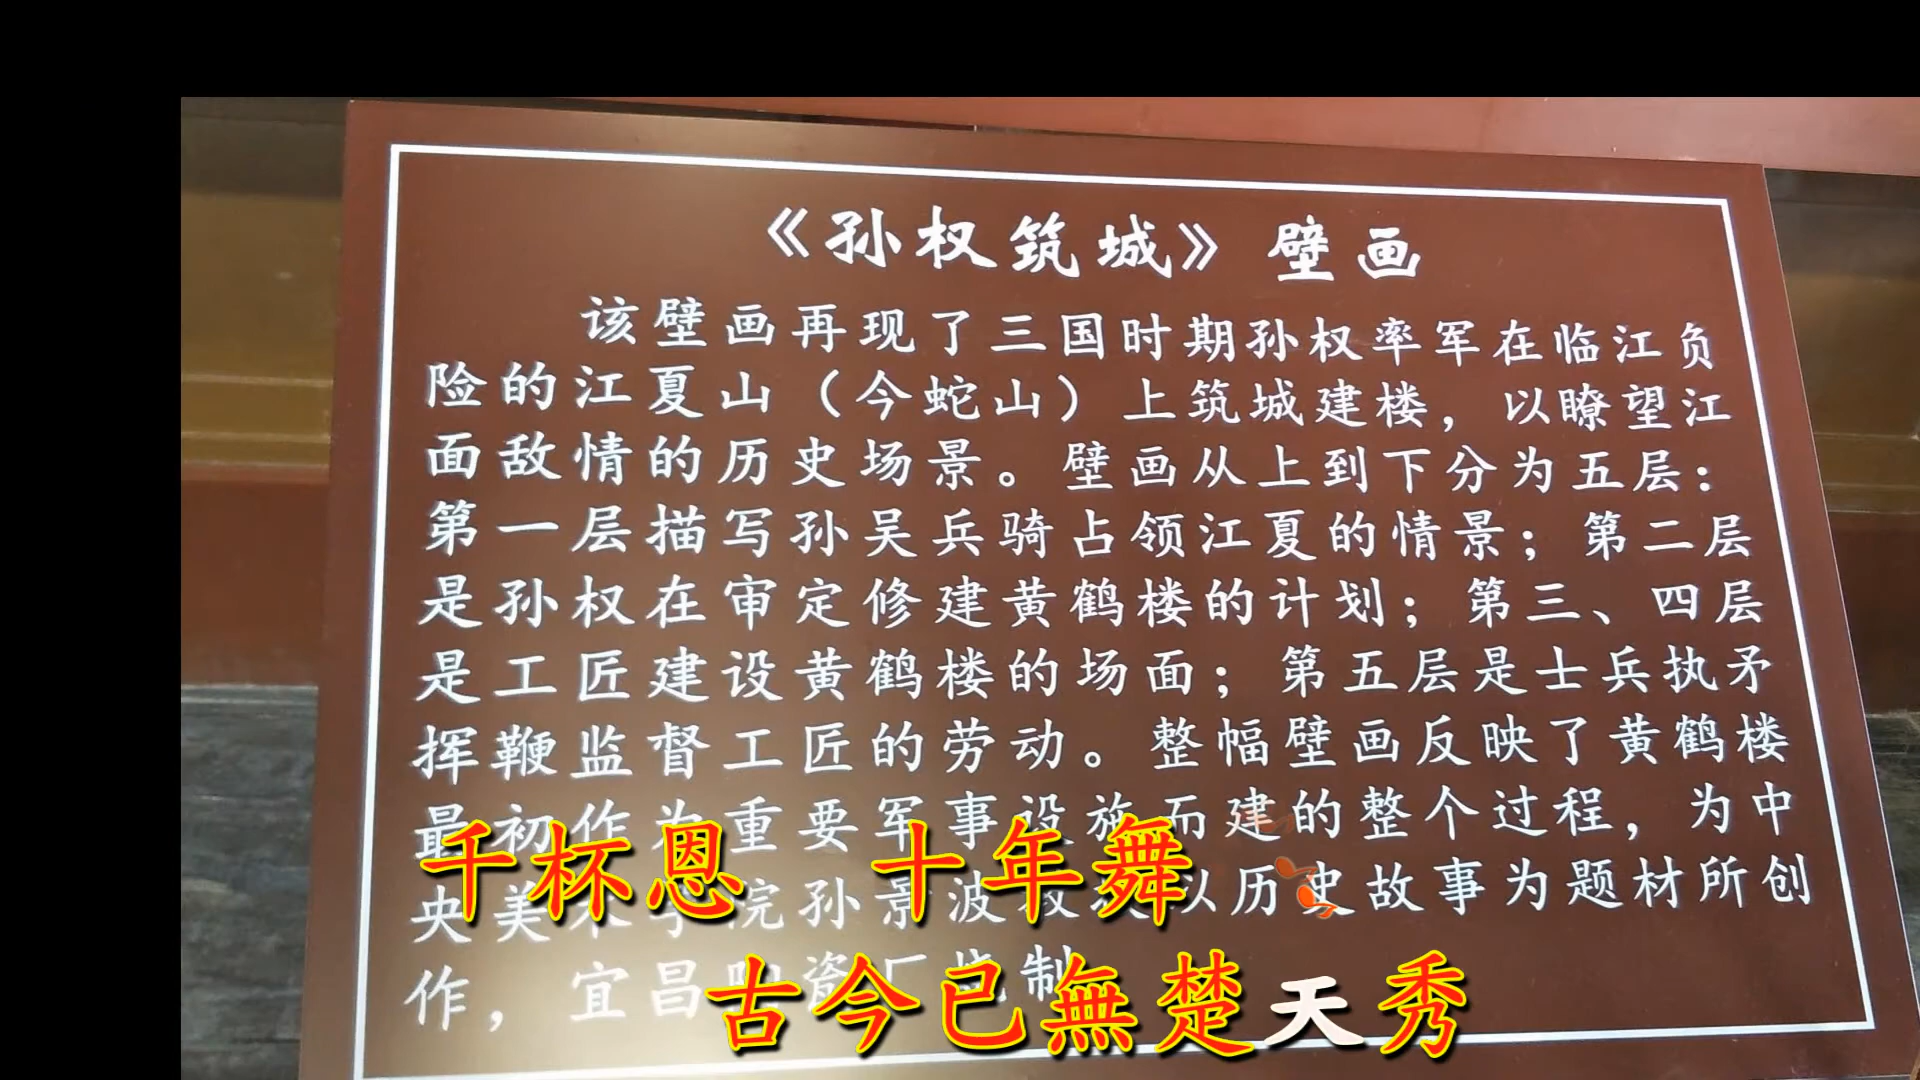 《孙权筑城》壁画
该壁画再现了三国时期孙权率军在临江负
险的江夏山（今蛇山）上筑城建楼，以瞭望江
面敌情的历史场景。壁画从上到下分为五层：
第一层描写孙吴兵骑占领江夏的情景；第二层
是孙权在审定修建黄鹤楼的计划；第三、四层
是工匠建设黄鹤楼的场面；第五层是士兵执矛
挥鞭监督工匠的劳动。整幅壁画反映了黄鹤楼
最初作为重要军事设施而建的整个过程，为中
央美术学院孙景波教授以历史故事为题材所创
作，宜昌 制
千杯恩 十年舞
古今已無楚天秀